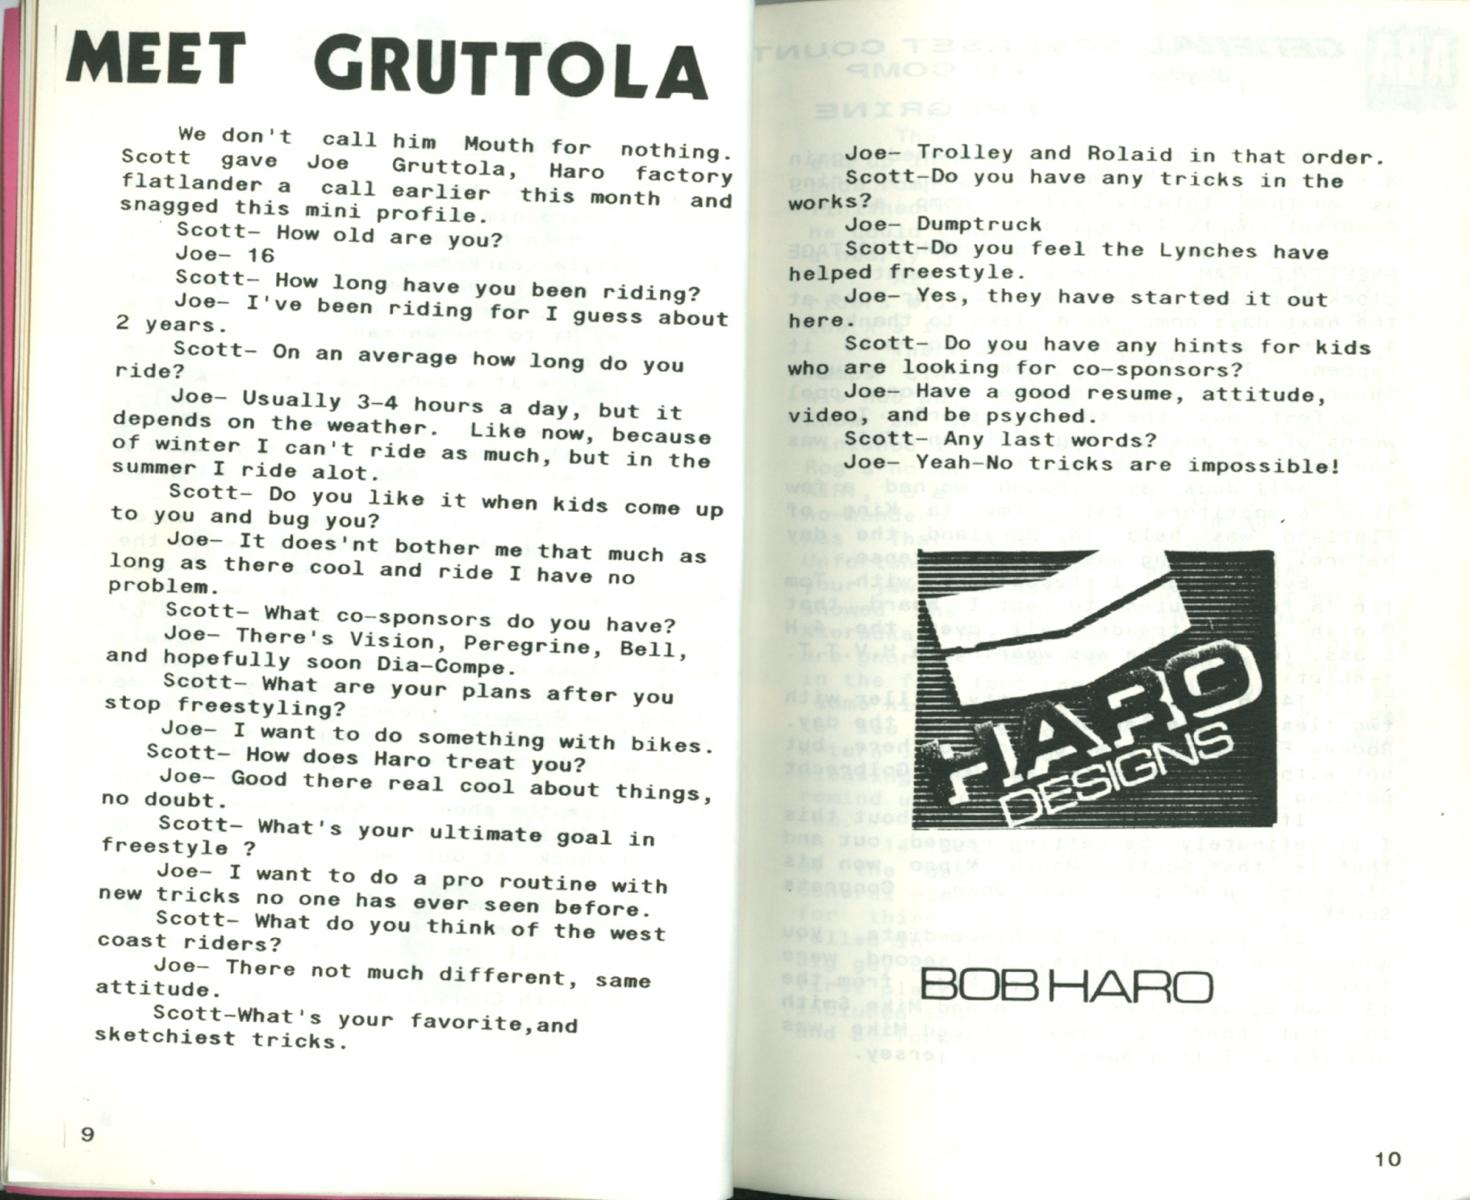 MEET GRUTTOLA
We don't call him Mouth for nothing.
Scott gave Joe Gruttola, Haro factory
flatlander a call earlier this month and
snagged this mini profile.
Scott- How old are you?
Joe- 16
Scott- How long have you been riding?
Joe- I've been riding for I guess about
2 years.
Scott- On an average how long do you
ride?
Joe- Usually 3-4 hours a day, but it
depends on the weather. Like now, because
of winter I can't ride as much, but in the
summer I ride alot.
Scott- Do you like it when kids come up
to you and bug you?
Joe- It does'nt bother me that much as
long as there cool and ride I have no
problem.
Scott- What co-sponsors do you have?
Joe- There's Vision, Peregrine, Bell,
and hopefully soon Dia-Compe.
Scott- What are your plans after you
stop freestyling?
Joe- I want to do something with bikes.
Scott- How does Haro treat you?
Joe- Good there real cool about things,
no doubt.
Scott- What's your ultimate goal in
freestyle ?
Joe- I want to do a pro routine with
new tricks no one has ever seen before.
Scott- What do you think of the west
coast riders?
Joe- There not much different, same
attitude.
Scott-What's your favorite,and
sketchiest tricks.
9
Joe- Trolley and Rolaid in that order.
Scott-Do you have any tricks in the
works?
Joe- Dumptruck
Scott-Do you feel the Lynches have
helped freestyle.
Joe- Yes, they have started it out
here.
Scott- Do you have any hints for kids
who are looking for co-sponsors?
Joe- Have a good resume, attitude,
video, and be psyched.
Scott- Any last words?
Joe- Yeah-No tricks are impossible!
HARO
DESIGNS
BOB HARO
10